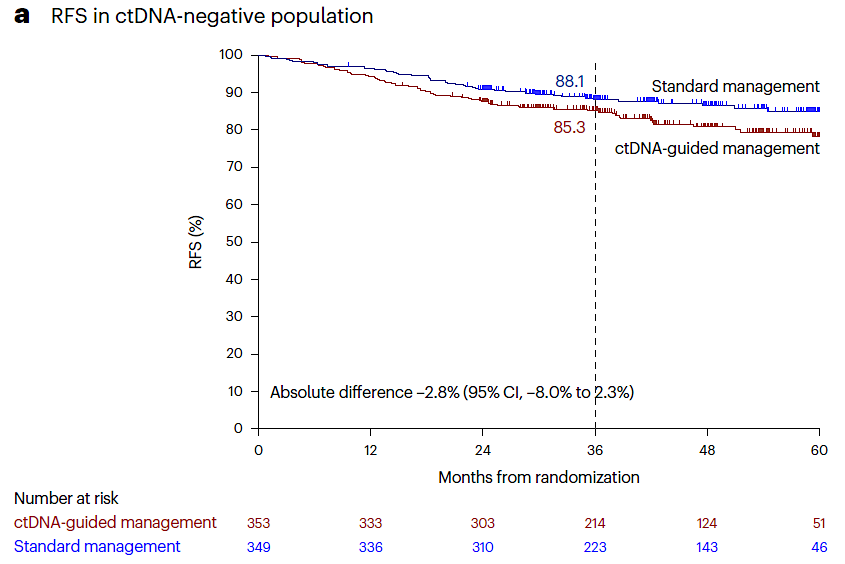 a RFS in ctDNA-negative population
100
90
80
70
60
50
40
30
20
10
0
RFS (%)
88.1
85.3
Standard management
ctDNA-guided management
Absolute difference –2.8% (95% CI, –8.0% to 2.3%)
0 12 24 36 48 60
Months from randomization
Number at risk
ctDNA-guided management 353 333 303 214 124 51
Standard management 349 336 310 223 143 46